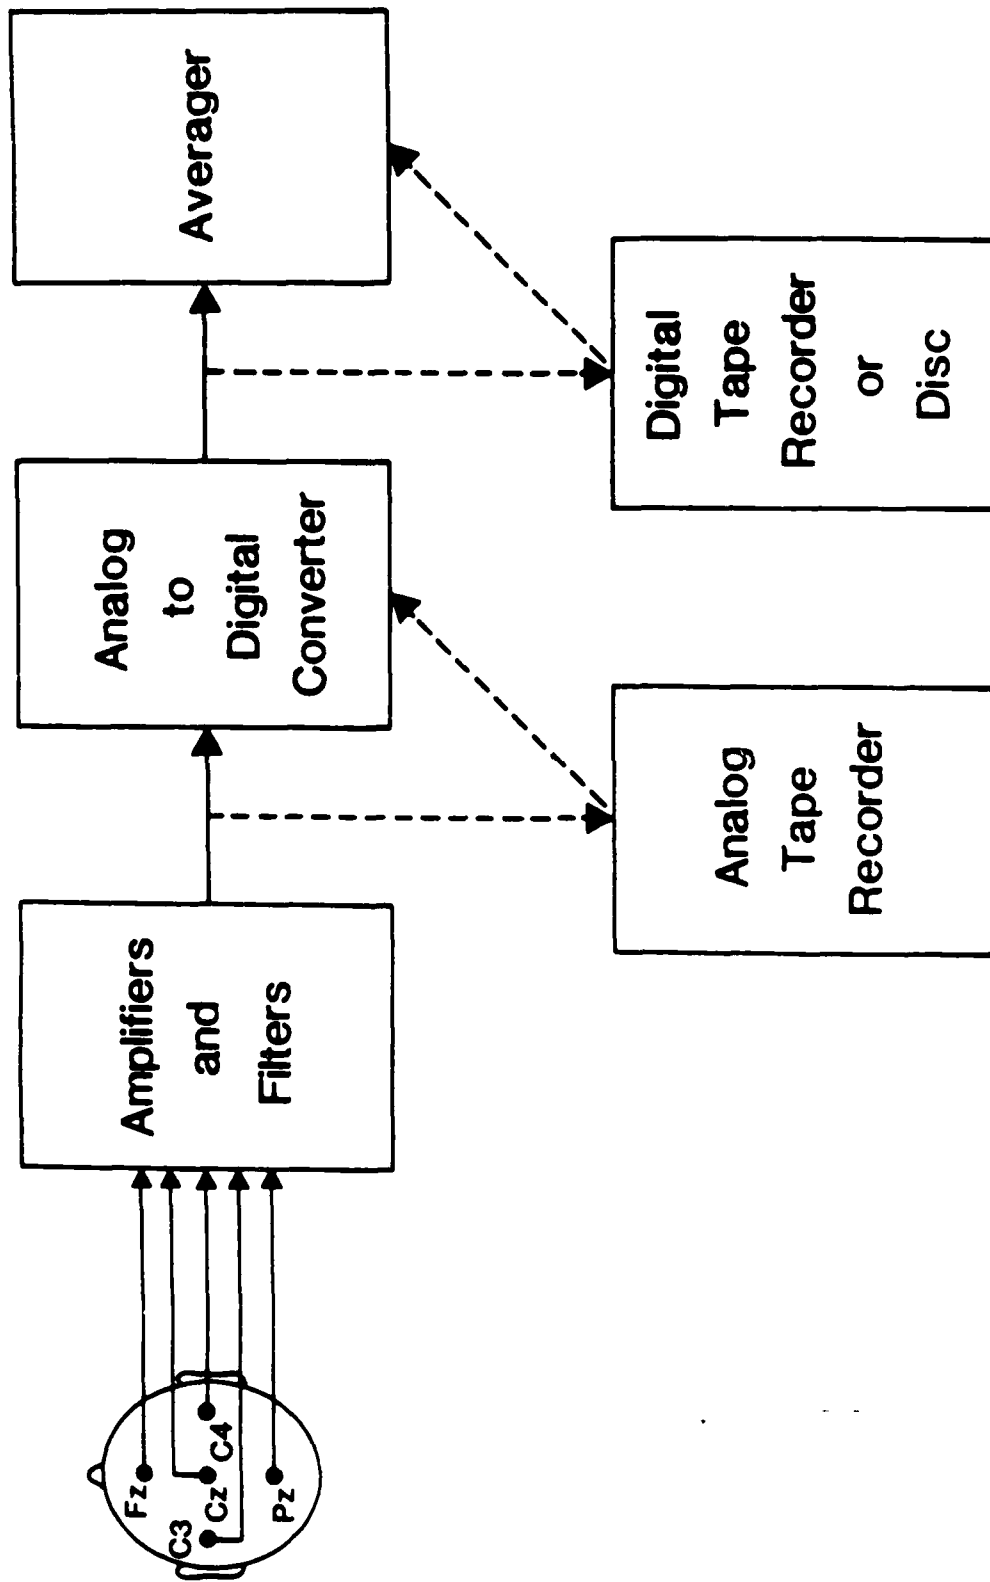 Fz
C3
Cz
C4
Pz
Amplifiers
and
Filters
Analog
to
Digital
Converter
Averager
Analog
Tape
Recorder
Digital
Tape
Recorder
or
Disc